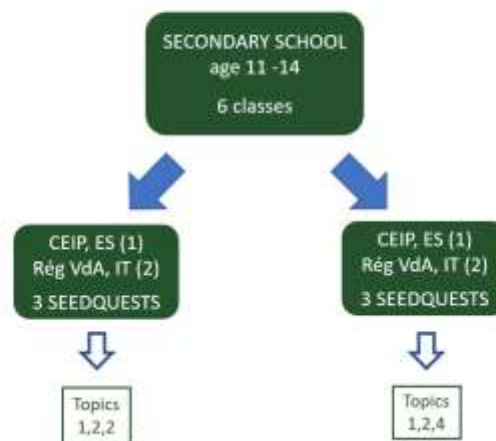 SECONDARY SCHOOL
age 11 -14
6 classes
CEIP, ES (1)
Rég VdA, IT (2)
3 SEEDQUESTS
CEIP, ES (1)
Rég VdA, IT (2)
3 SEEDQUESTS
Topics
1,2,2
Topics
1,2,4